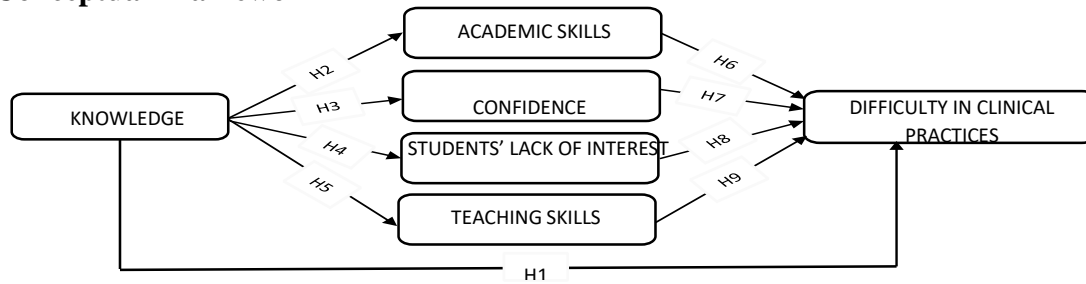 ACADEMIC SKILLS
H2
H6
H3
CONFIDENCE
H7
KNOWLEDGE
DIFFICULTY IN CLINICAL
PRACTICES
H4
STUDENTS’ LACK OF INTEREST
H8
H5
TEACHING SKILLS
H9
H1